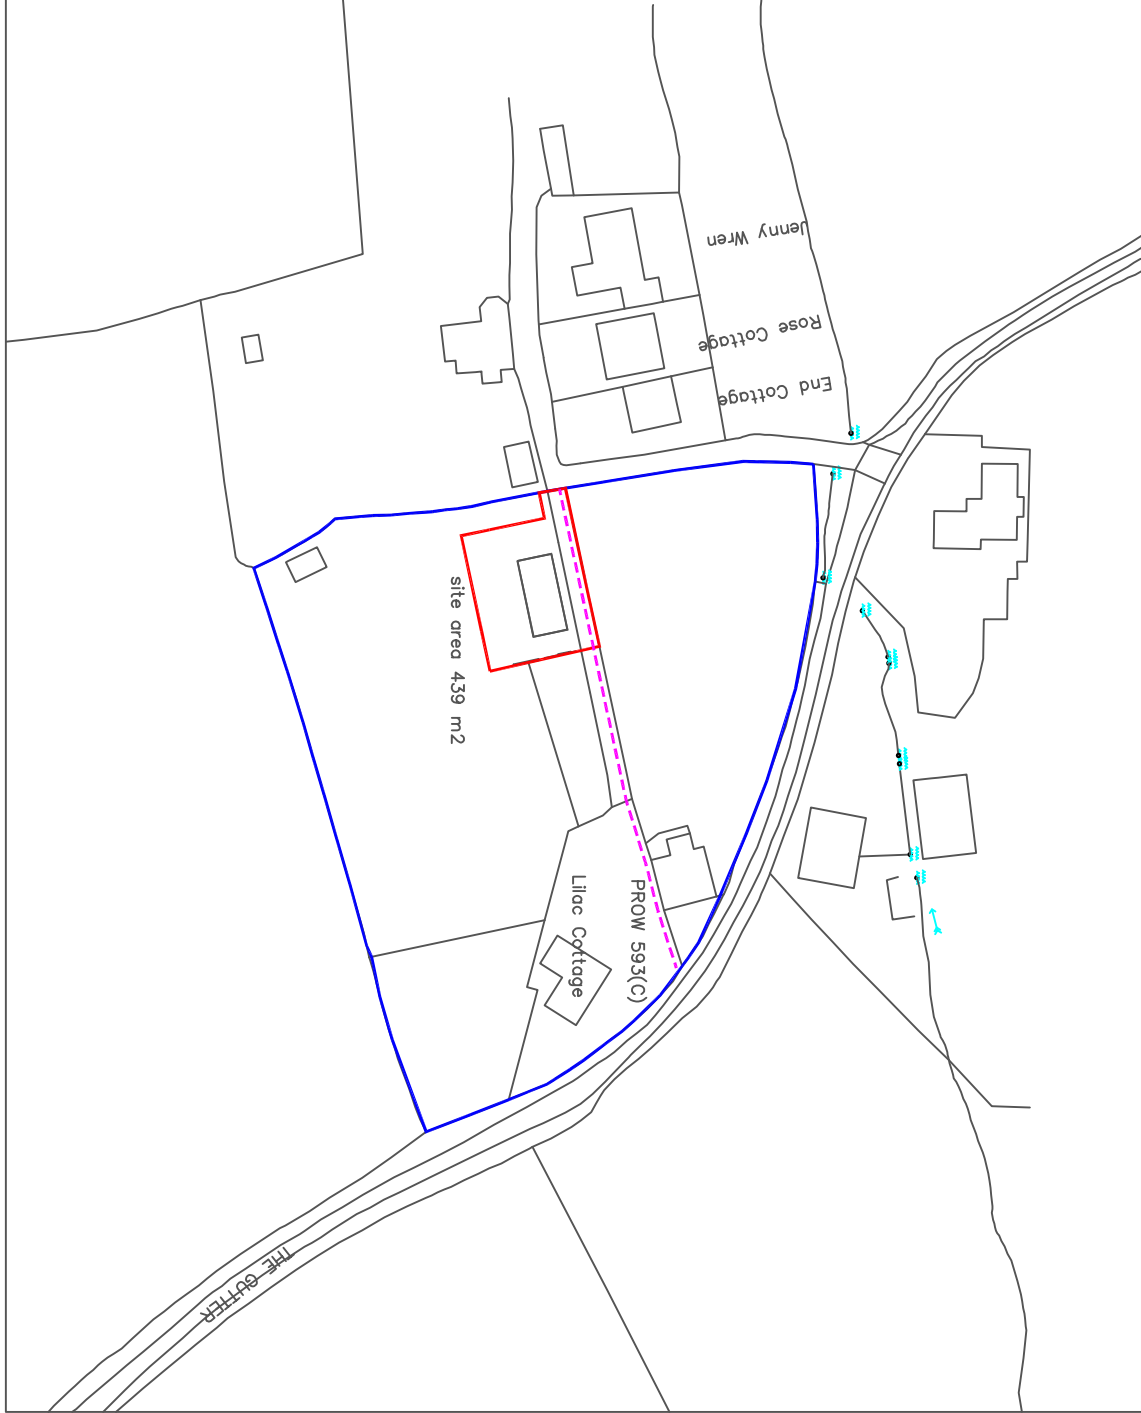 Jenny Wren
Rose Cottage
End Cottage
site area 439 m2
Lilac Cottage
PROW 593(C)
THE GUTTER